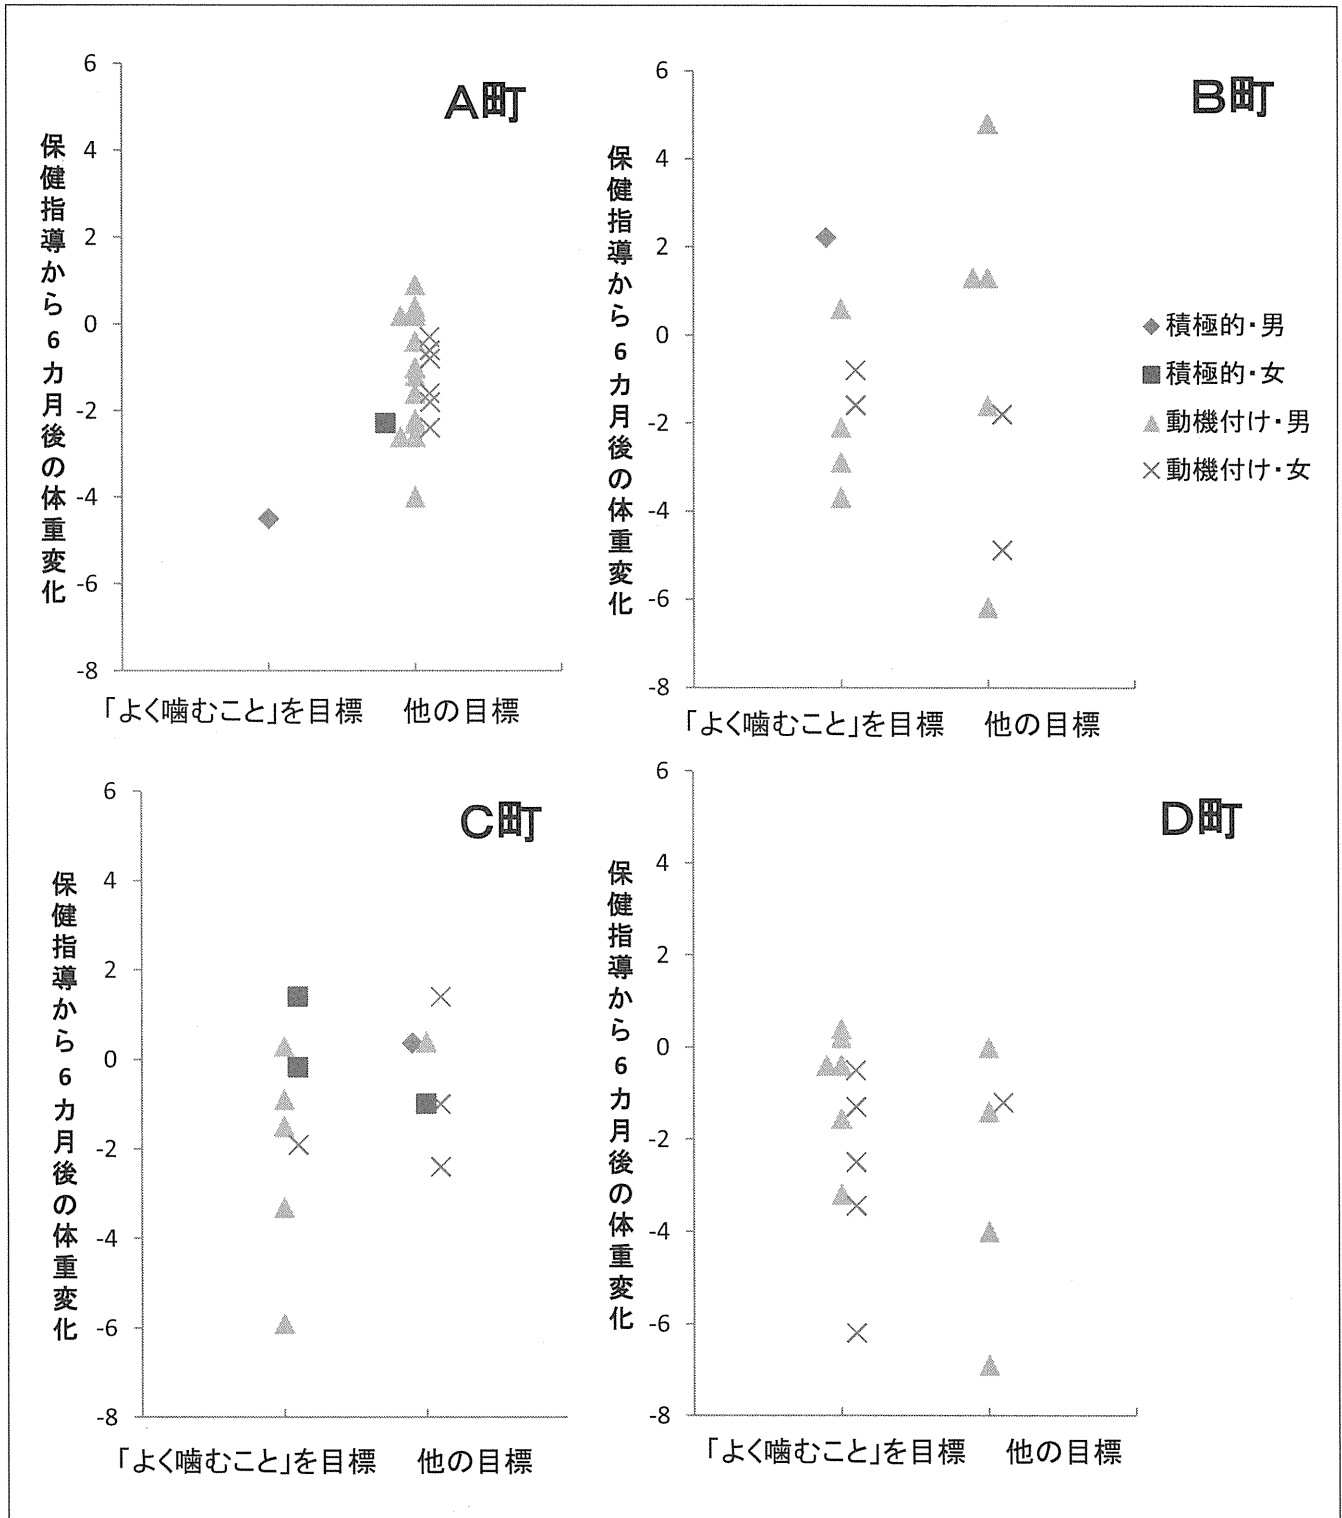 A町
保健指導から6カ月後の体重変化
6
4
2
0
-2
-4
-6
-8
「よく噛むこと」を目標 他の目標
B町
保健指導から6カ月後の体重変化
6
4
2
0
-2
-4
-6
-8
「よく噛むこと」を目標 他の目標
積極的・男
積極的・女
動機付け・男
動機付け・女
C町
保健指導から6カ月後の体重変化
6
4
2
0
-2
-4
-6
-8
「よく噛むこと」を目標 他の目標
D町
保健指導から6カ月後の体重変化
6
4
2
0
-2
-4
-6
-8
「よく噛むこと」を目標 他の目標